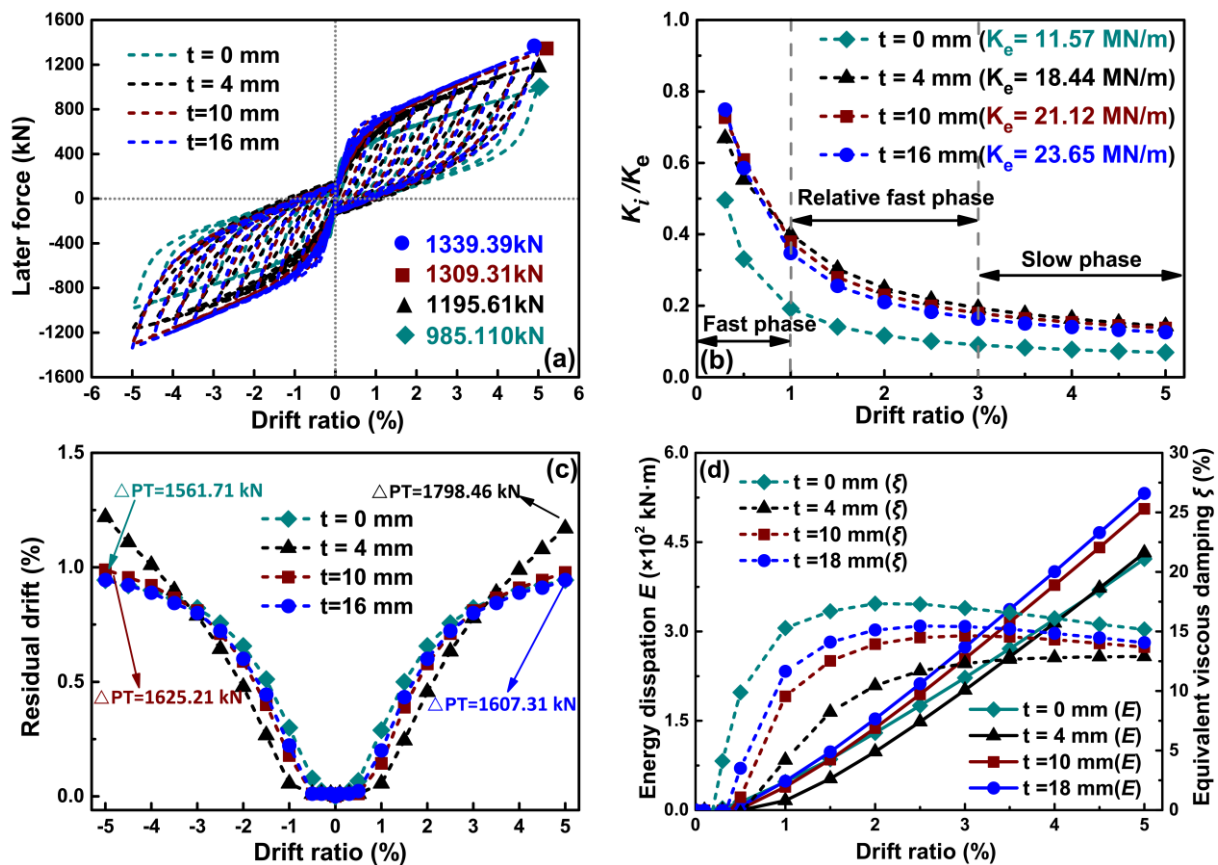 1600
1200
800
400
0
-400
-800
-1200
-1600
Later force (kN)
t = 0 mm
t = 4 mm
t=10 mm
t=16 mm
1339.39kN
1309.31kN
1195.61kN
985.110kN
(a)
-6 -5 -4 -3 -2 -1 0 1 2 3 4 5 6
Drift ratio (%)
1.0
0.8
0.6
0.4
0.2
0.0
Ki/Ke
t = 0 mm (Ke= 11.57 MN/m)
t = 4 mm (Ke= 18.44 MN/m)
t =10 mm(Ke= 21.12 MN/m)
t =16 mm(Ke= 23.65 MN/m)
Relative fast phase
Slow phase
Fast phase
(b)
0 1 2 3 4 5
Drift ratio (%)
1.5
1.0
0.5
0.0
Residual drift (%)
(c)
△PT=1561.71 kN
△PT=1798.46 kN
t = 0 mm
t = 4 mm
t=10 mm
t=16 mm
△PT=1625.21 kN
△PT=1607.31 kN
-5 -4 -3 -2 -1 0 1 2 3 4 5
Drift ratio (%)
6.0
4.5
3.0
1.5
0.0
Energy disspation E (×10² kN·m)
(d)
t = 0 mm (ξ)
t = 4 mm (ξ)
t =10 mm(ξ)
t =18 mm(ξ)
t = 0 mm (E)
t = 4 mm (E)
t =10 mm(E)
t =18 mm(E)
30
25
20
15
10
5
0
Equivalent viscous damping ξ (%)
0 1 2 3 4 5
Drift ratio (%)